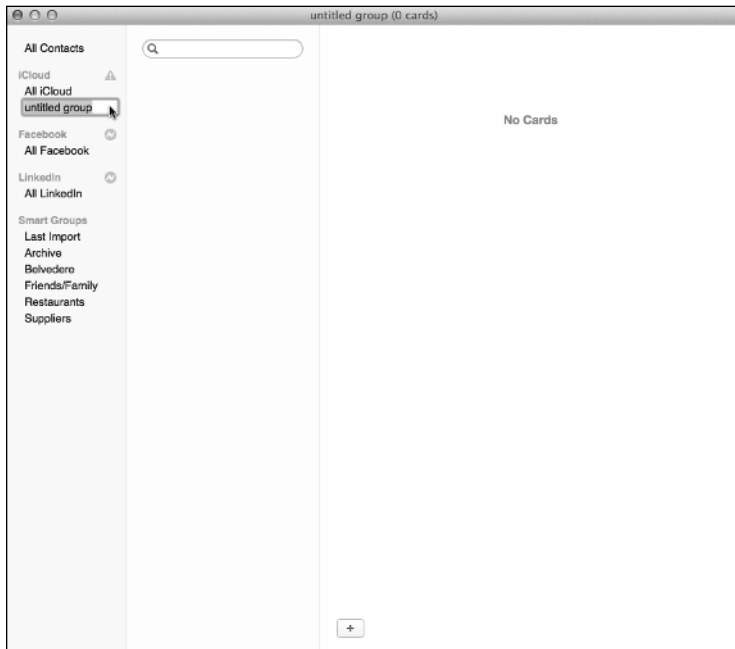 untitled group (0 cards)
All Contacts
iCloud
All iCloud
untitled group
Facebook
All Facebook
LinkedIn
All LinkedIn
Smart Groups
Last Import
Archive
Belvedere
Friends/Family
Restaurants
Suppliers
No Cards
+